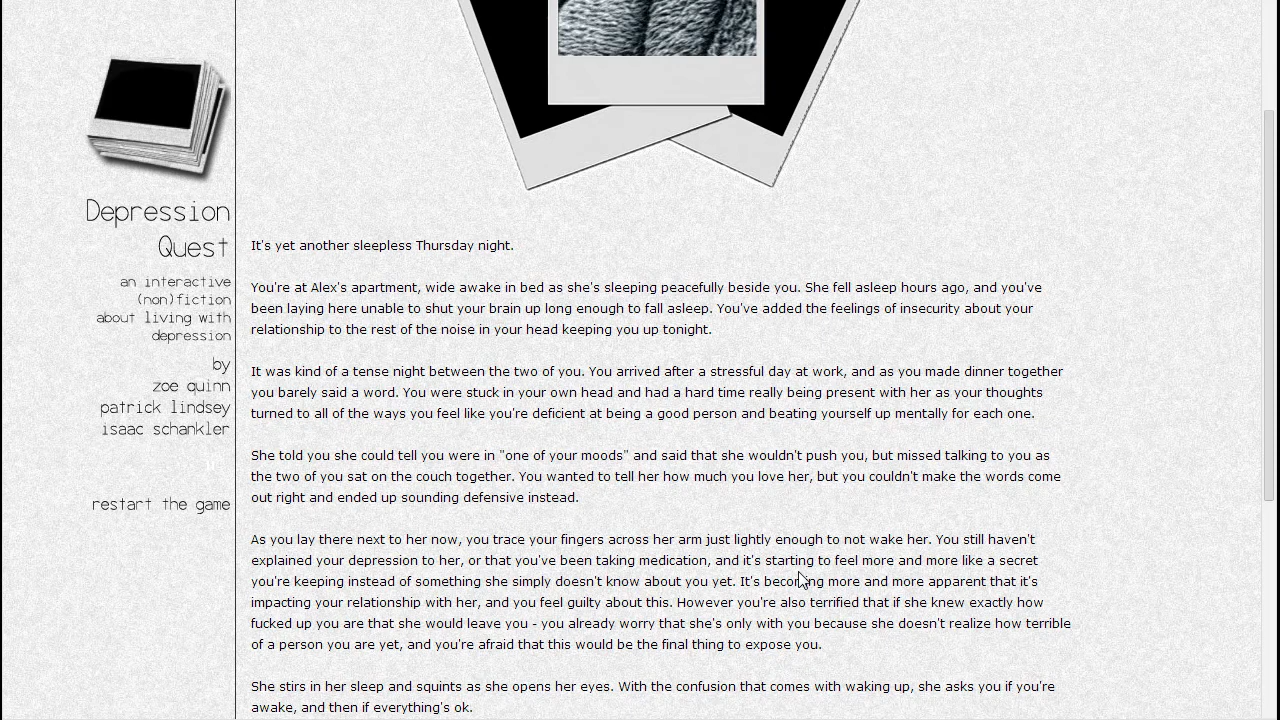 Depression
Quest
an interactive
(non)fiction
about living with
depression
by
zoe quinn
patrick lindsey
isaac schankler
restart the game
It's yet another sleepless Thursday night.
You're at Alex's apartment, wide awake in bed as she's sleeping peacefully beside you. She fell asleep hours ago, and you've
been laying here unable to shut your brain up long enough to fall asleep. You've added the feelings of insecurity about your
relationship to the rest of the noise in your head keeping you up tonight.
It was kind of a tense night between the two of you. You arrived after a stressful day at work, and as you made dinner together
you barely said a word. You were stuck in your own head and had a hard time really being present with her as your thoughts
turned to all of the ways you feel like you're deficient at being a good person and beating yourself up mentally for each one.
She told you she could tell you were in "one of your moods" and said that she wouldn't push you, but missed talking to you as
the two of you sat on the couch together. You wanted to tell her how much you love her, but you couldn't make the words come
out right and ended up sounding defensive instead.
As you lay there next to her now, you trace your fingers across her arm just lightly enough to not wake her. You still haven't
explained your depression to her, or that you've been taking medication, and it's starting to feel more and more like a secret
you're keeping instead of something she simply doesn't know about you yet. It's becoming more and more apparent that it's
impacting your relationship with her, and you feel guilty about this. However you're also terrified that if she knew exactly how
fucked up you are that she would leave you - you already worry that she's only with you because she doesn't realize how terrible
of a person you are yet, and you're afraid that this would be the final thing to expose you.
She stirs in her sleep and squints as she opens her eyes. With the confusion that comes with waking up, she asks you if you're
awake, and then if everything's ok.